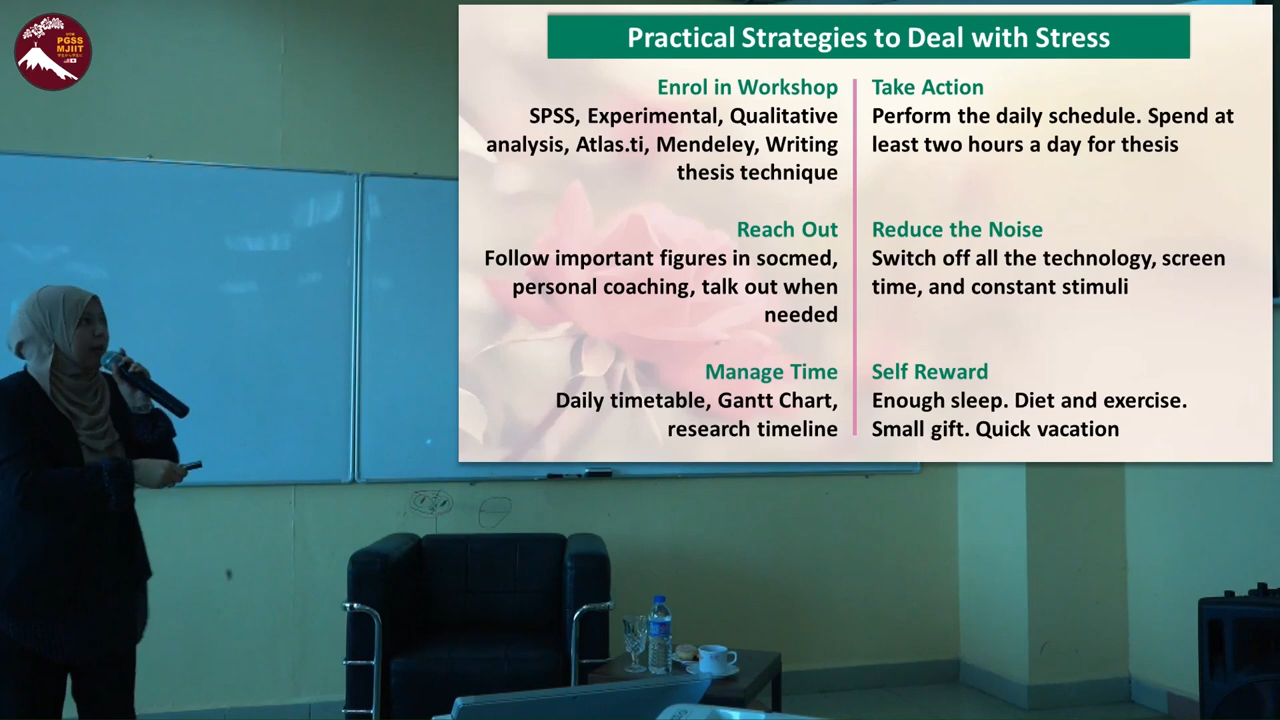 PGSS
MJIIT
Practical Strategies to Deal with Stress
Enrol in Workshop
SPSS, Experimental, Qualitative
analysis, Atlas.ti, Mendeley, Writing
thesis technique
Reach Out
Follow important figures in socmed,
personal coaching, talk out when
needed
Manage Time
Daily timetable, Gantt Chart,
research timeline
Take Action
Perform the daily schedule. Spend at
least two hours a day for thesis
Reduce the Noise
Switch off all the technology, screen
time, and constant stimuli
Self Reward
Enough sleep. Diet and exercise.
Small gift. Quick vacation